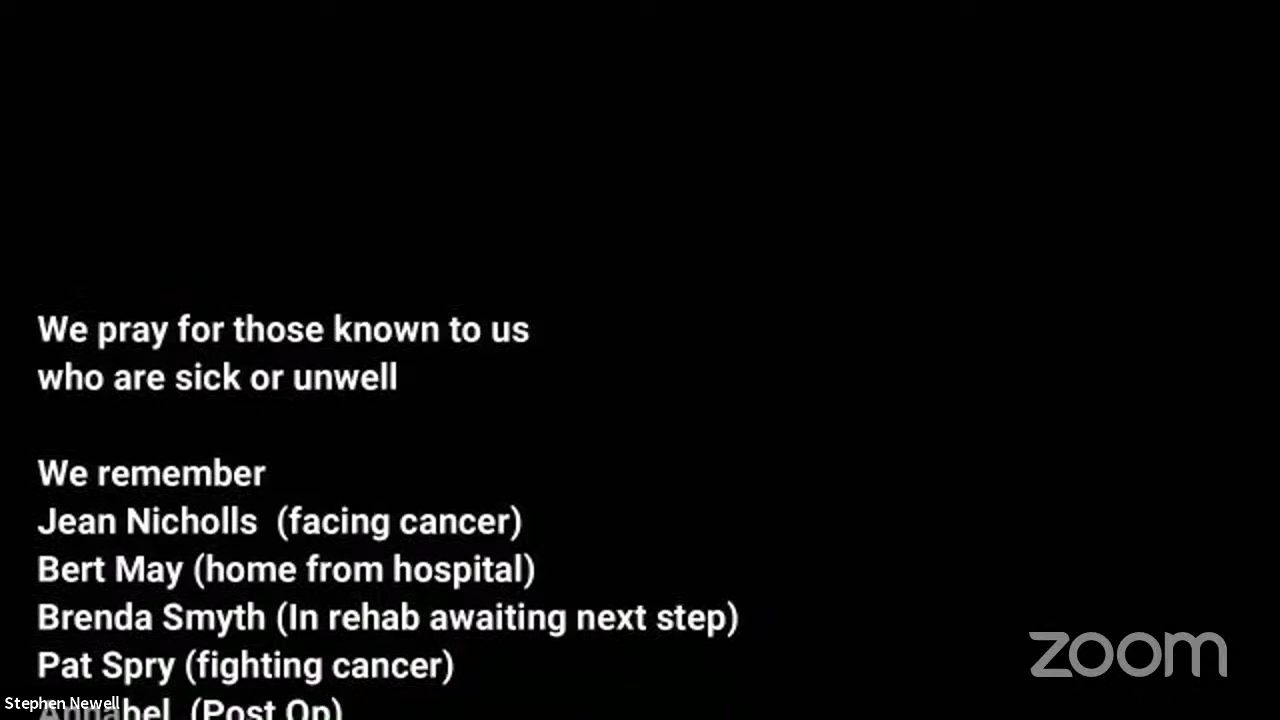 We pray for those known to us
who are sick or unwell
We remember
Jean Nicholls  (facing cancer)
Bert May (home from hospital)
Brenda Smyth (In rehab awaiting next step)
Pat Spry (fighting cancer)
Annabel  (Post Op)
Stephen Newell
zoom